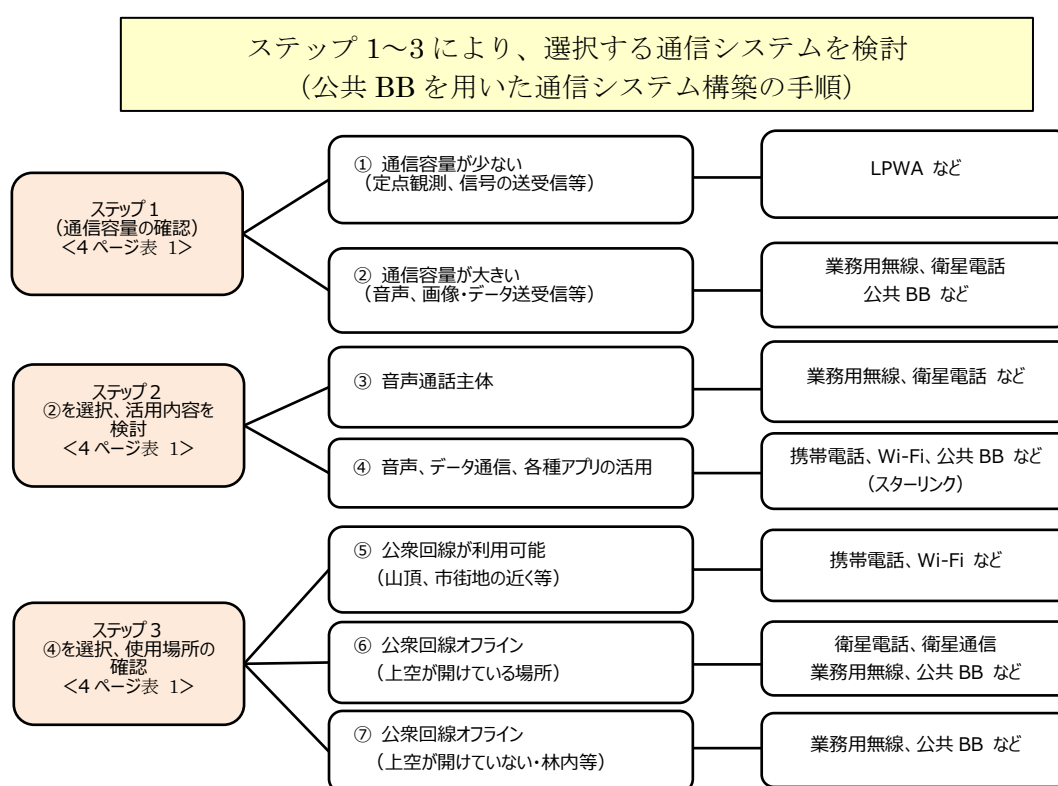 ステップ 1～3 により、選択する通信システムを検討
（公共 BB を用いた通信システム構築の手順）
ステップ１
（通信容量の確認）
<4 ページ表 1>
① 通信容量が少ない
（定点観測、信号の送受信等）
LPWA など
② 通信容量が大きい
（音声、画像・データ送受信等）
業務用無線、衛星電話
公共 BB など
ステップ２
②を選択、活用内容を
検討
<4 ページ表 1>
③ 音声通話主体
業務用無線、衛星電話 など
④ 音声、データ通信、各種アプリの活用
携帯電話、Wi-Fi、公共 BB など
（スターリンク）
ステップ３
④を選択、使用場所の
確認
<4 ページ表 1>
⑤ 公衆回線が利用可能
（山頂、市街地の近く等）
携帯電話、Wi-Fi など
⑥ 公衆回線オフライン
（上空が開けている場所）
衛星電話、衛星通信
業務用無線、公共 BB など
⑦ 公衆回線オフライン
（上空が開けていない・林内等）
業務用無線、公共 BB など